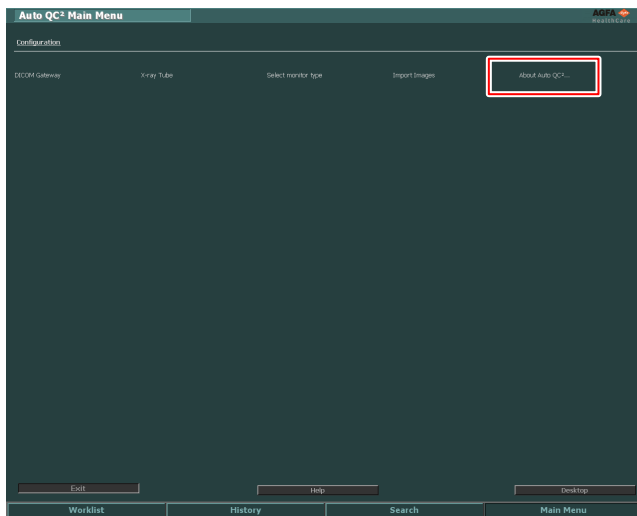 Auto QC² Main Menu
AGFA
HealthCare
Configuration
DICOM Gateway X-ray Tube Select monitor type Import Images About Auto QC²...
Exit Help Desktop
Worklist History Search Main Menu